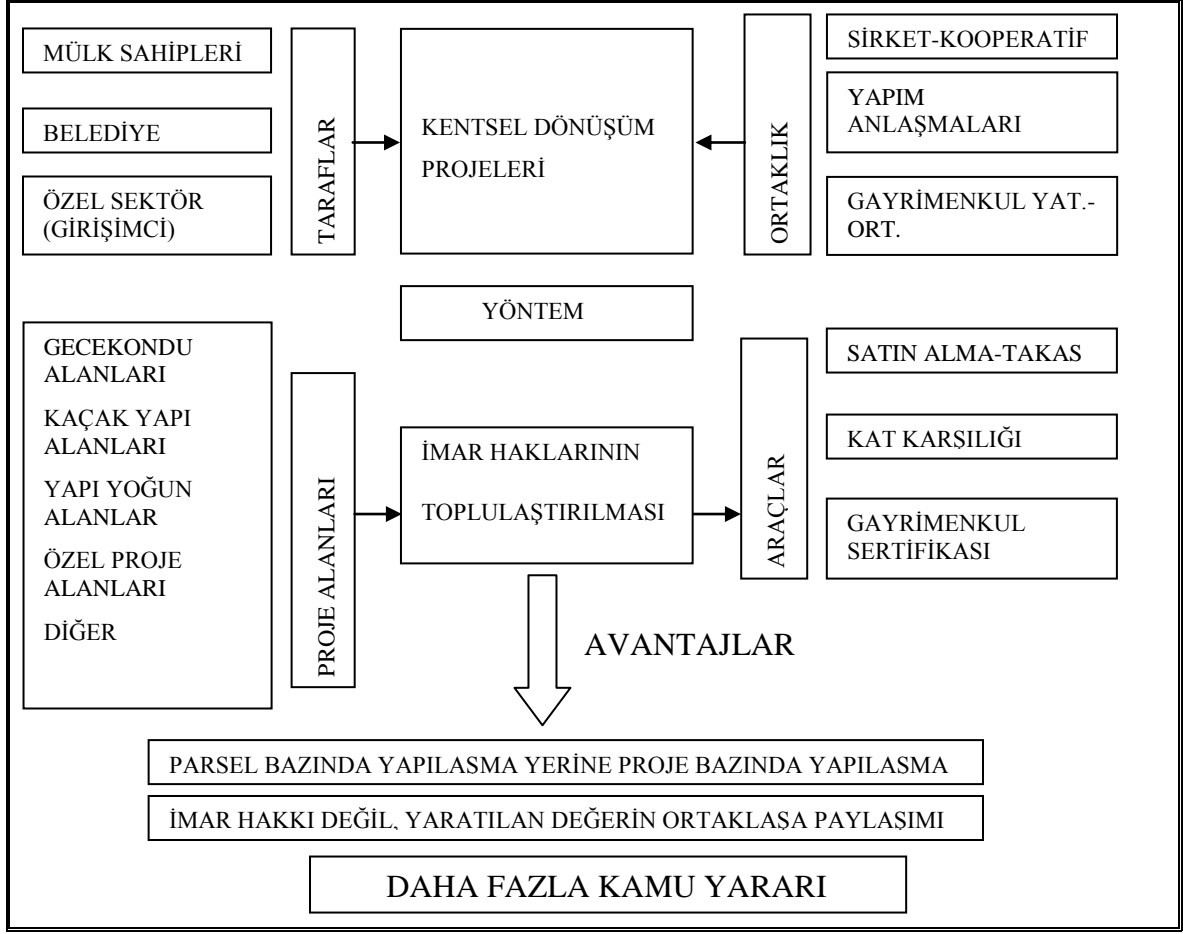 MÜLK SAHİPLERİ
BELEDİYE
ÖZEL SEKTÖR
(GİRİŞİMCİ)
TARAFLAR
KENTSEL DÖNÜŞÜM
PROJELERİ
ORTAKLIK
SİRKET-KOOPERATİF
YAPIM
ANLAŞMALARI
GAYRİMENKUL YAT.-
ORT.
YÖNTEM
GECEKONDU
ALANLARI
KAÇAK YAPI
ALANLARI
YAPI YOĞUN
ALANLAR
ÖZEL PROJE
ALANLARI
DİĞER
PROJE ALANLARI
İMAR HAKLARININ
TOPLULAŞTIRILMASI
ARAÇLAR
SATIN ALMA-TAKAS
KAT KARŞILIĞI
GAYRİMENKUL
SERTİFİKASI
AVANTAJLAR
PARSEL BAZINDA YAPILASMA YERİNE PROJE BAZINDA YAPILASMA
İMAR HAKKI DEĞİL, YARATILAN DEĞERİN ORTAKLAŞA PAYLAŞIMI
DAHA FAZLA KAMU YARARI